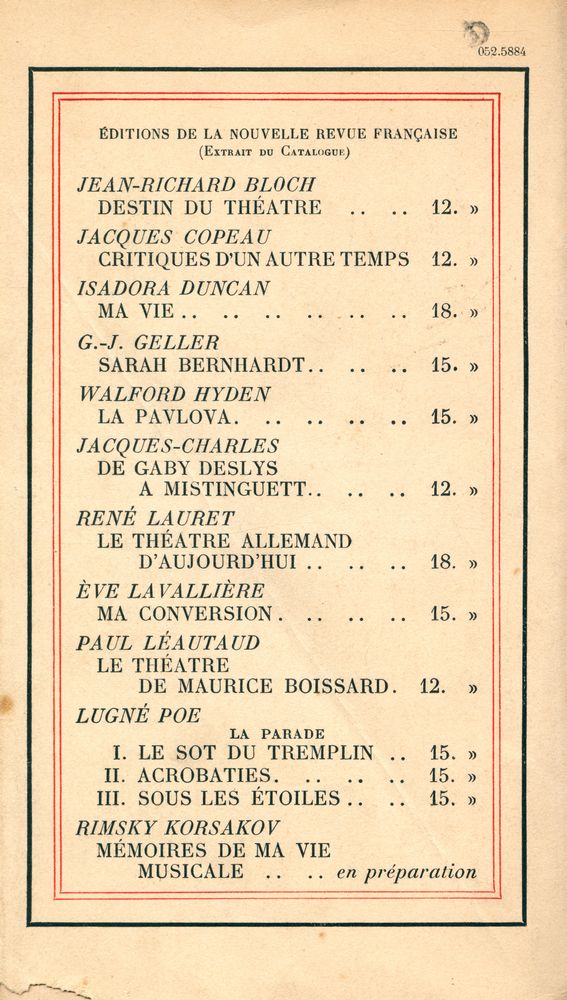 052.5884
ÉDITIONS DE LA NOUVELLE REVUE FRANÇAISE
(Extrait du Catalogue)
JEAN-RICHARD BLOCH
DESTIN DU THÉATRE .. .. 12. »
JACQUES COPEAU
CRITIQUES D'UN AUTRE TEMPS 12. »
ISADORA DUNCAN
MA VIE .. .. .. .. .. .. 18. »
G.-J. GELLER
SARAH BERNHARDT.. .. .. 15. »
WALFORD HYDEN
LA PAVLOVA. .. .. .. .. 15. »
JACQUES-CHARLES
DE GABY DESLYS
A MISTINGUETT.. .. .. 12. »
RENÉ LAURET
LE THÉATRE ALLEMAND
D'AUJOURD'HUI .. .. .. 18. »
ÈVE LAVALLIÈRE
MA CONVERSION. .. .. .. 15. »
PAUL LÉAUTAUD
LE THÉATRE
DE MAURICE BOISSARD. 12. »
LUGNÉ POE
LA PARADE
I. LE SOT DU TREMPLIN .. 15. »
II. ACROBATIES. .. .. .. 15. »
III. SOUS LES ÉTOILES .. .. 15. »
RIMSKY KORSAKOV
MÉMOIRES DE MA VIE
MUSICALE .. .. en préparation